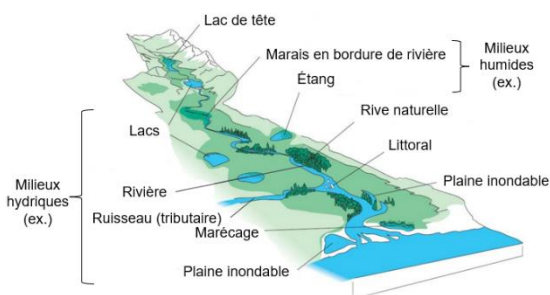 Lac de tête
Marais en bordure de rivière
Milieux
humides
(ex.)
Étang
Rive naturelle
Lacs
Littoral
Milieux
hydriques
(ex.)
Rivière
Plaine inondable
Ruisseau (tributaire)
Marécage
Plaine inondable